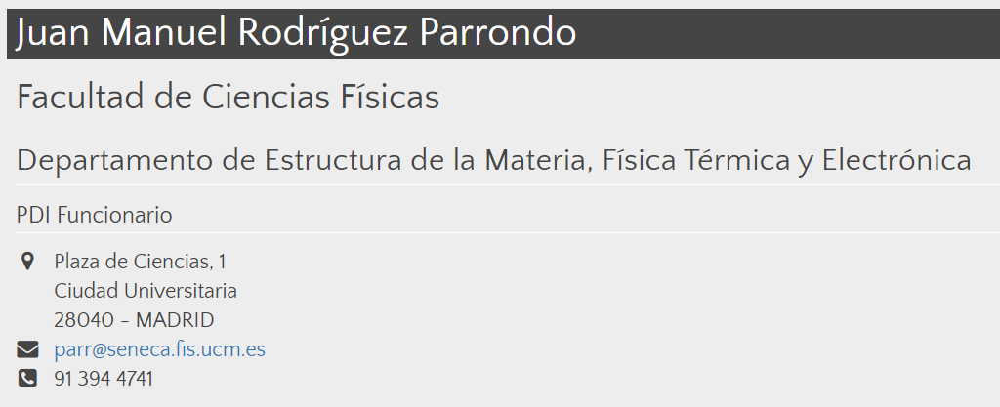 Juan Manuel Rodríguez Parrondo
Facultad de Ciencias Físicas
Departamento de Estructura de la Materia, Física Térmica y Electrónica
PDI Funcionario
Plaza de Ciencias, 1
Ciudad Universitaria
28040 - MADRID
parr@seneca.fis.ucm.es
91 394 4741